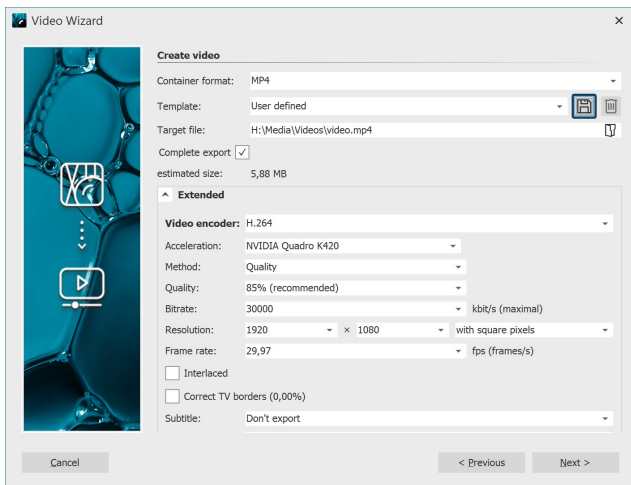 Video Wizard
Create video
Container format: MP4
Template: User defined
Target file: H:\Media\Videos\video.mp4
Complete export
estimated size: 5,88 MB
Extended
Video encoder: H.264
Acceleration: NVIDIA Quadro K420
Method: Quality
Quality: 85% (recommended)
Bitrate: 30000 kbit/s (maximal)
Resolution: 1920 × 1080 with square pixels
Frame rate: 29,97 fps (frames/s)
Interlaced
Correct TV borders (0,00%)
Subtitle: Don't export
Cancel < Previous Next >